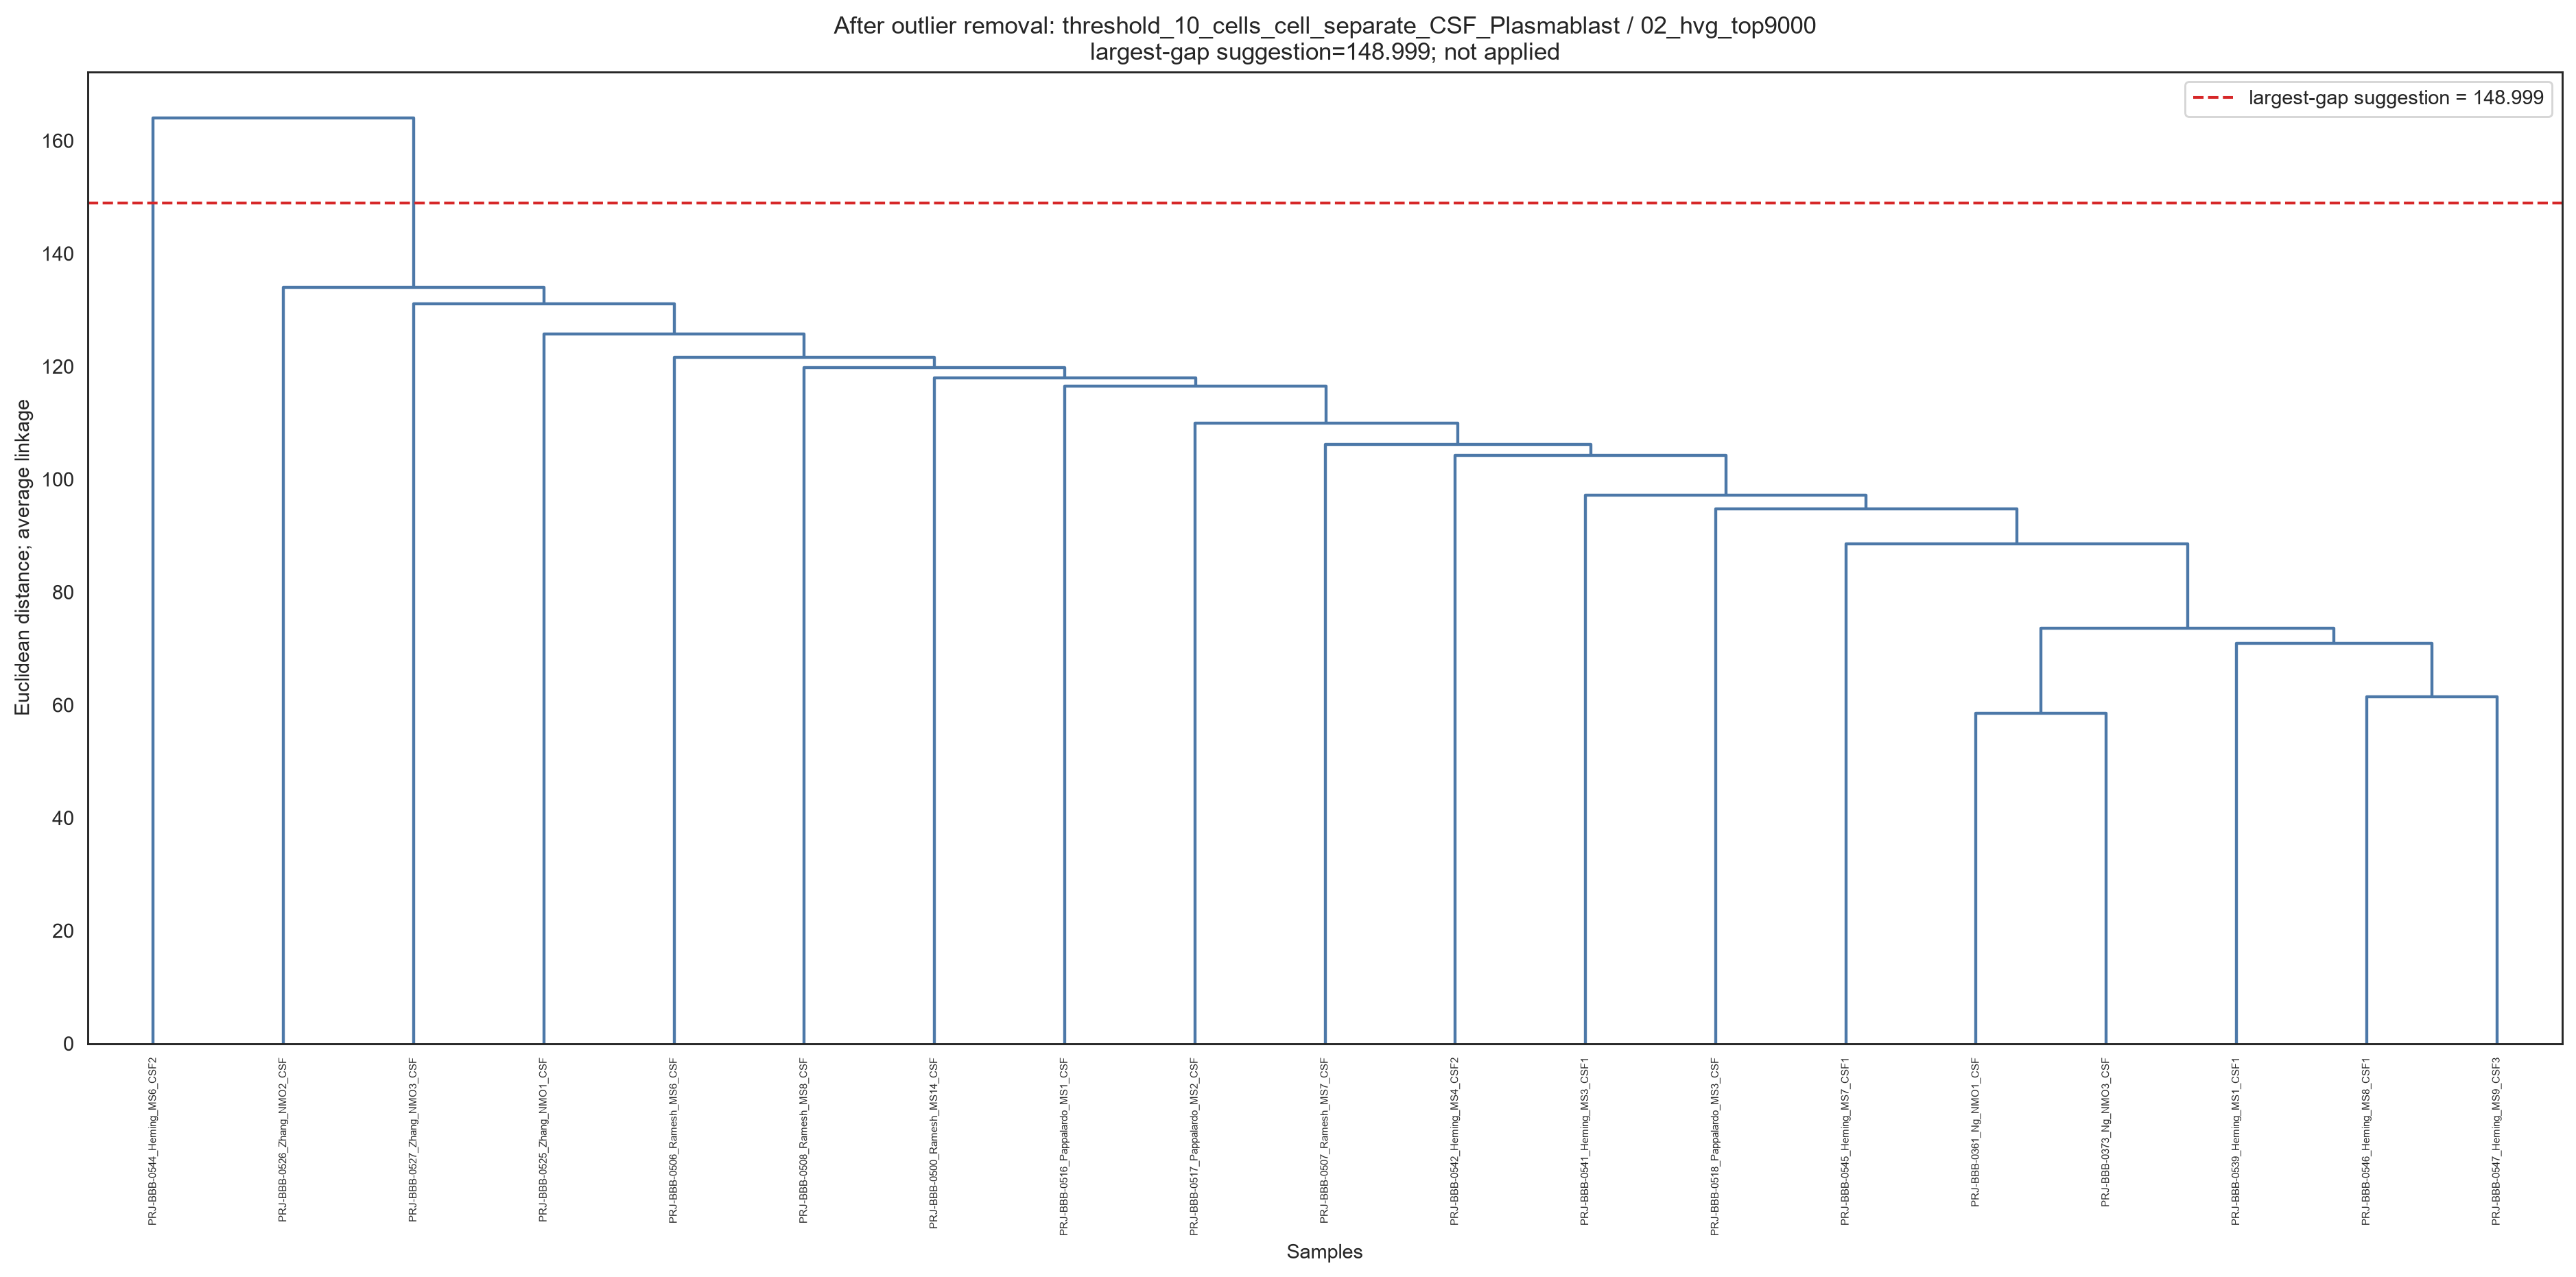 After outlier removal: threshold_10_cells_cell_separate_CSF_Plasmablast / 02_hvg_top9000
largest-gap suggestion=148.999; not applied
largest-gap suggestion = 148.999
Euclidean distance; average linkage
160
140
120
100
80
60
40
20
0
PRJ-BBB-0544_Heming_MS6_CSF2
PRJ-BBB-0526_Zhang_NMO2_CSF
PRJ-BBB-0527_Zhang_NMO3_CSF
PRJ-BBB-0525_Zhang_NMO1_CSF
PRJ-BBB-0506_Ramesh_MS6_CSF
PRJ-BBB-0508_Ramesh_MS8_CSF
PRJ-BBB-0500_Ramesh_MS14_CSF
PRJ-BBB-0516_Pappalardo_MS1_CSF
PRJ-BBB-0517_Pappalardo_MS2_CSF
PRJ-BBB-0507_Ramesh_MS7_CSF
PRJ-BBB-0542_Heming_MS4_CSF2
PRJ-BBB-0541_Heming_MS3_CSF1
PRJ-BBB-0518_Pappalardo_MS3_CSF
PRJ-BBB-0545_Heming_MS7_CSF1
PRJ-BBB-0361_Ng_NMO1_CSF
PRJ-BBB-0373_Ng_NMO3_CSF
PRJ-BBB-0539_Heming_MS1_CSF1
PRJ-BBB-0546_Heming_MS8_CSF1
PRJ-BBB-0547_Heming_MS9_CSF3
Samples